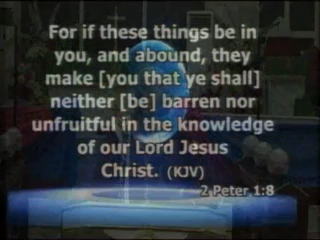 For if these things be in
you, and abound, they
make [you that ye shall]
neither [be] barren nor
unfruitful in the knowledge
of our Lord Jesus
Christ. (KJV)
2 Peter 1:8